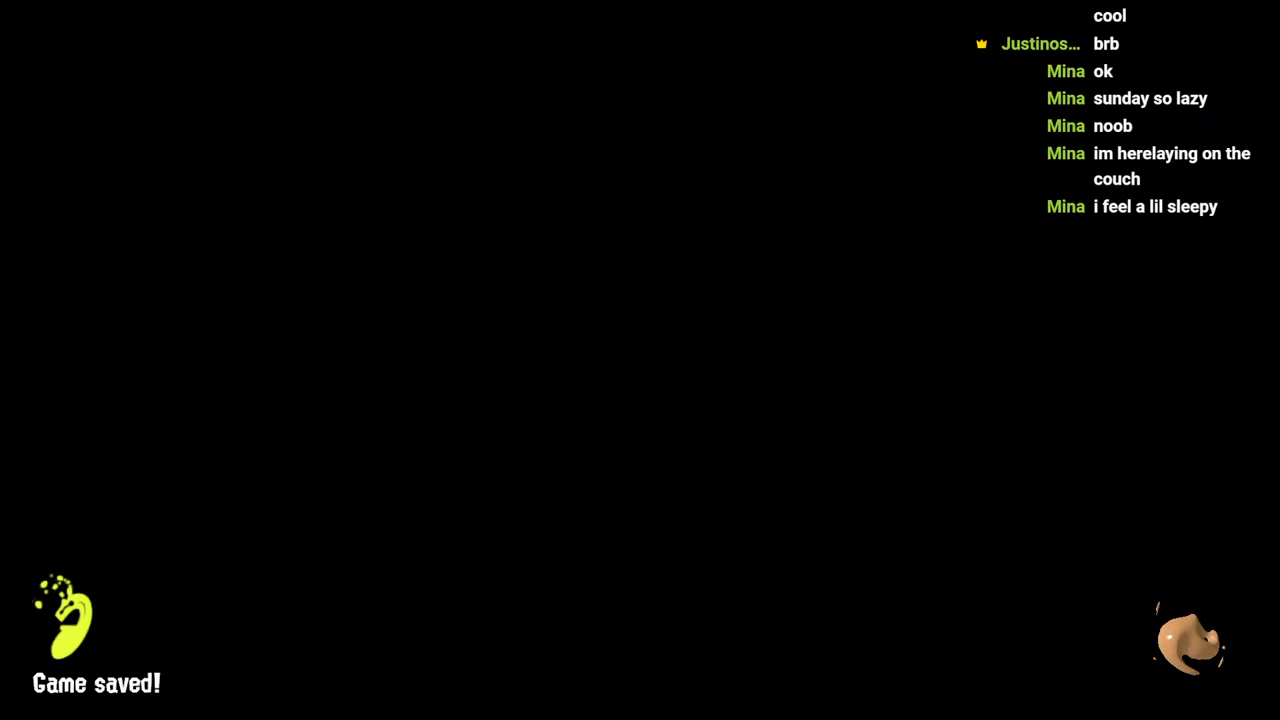 cool
Justinos… brb
Mina ok
Mina sunday so lazy
Mina noob
Mina im herelaying on the
couch
Mina i feel a lil sleepy
Game saved!